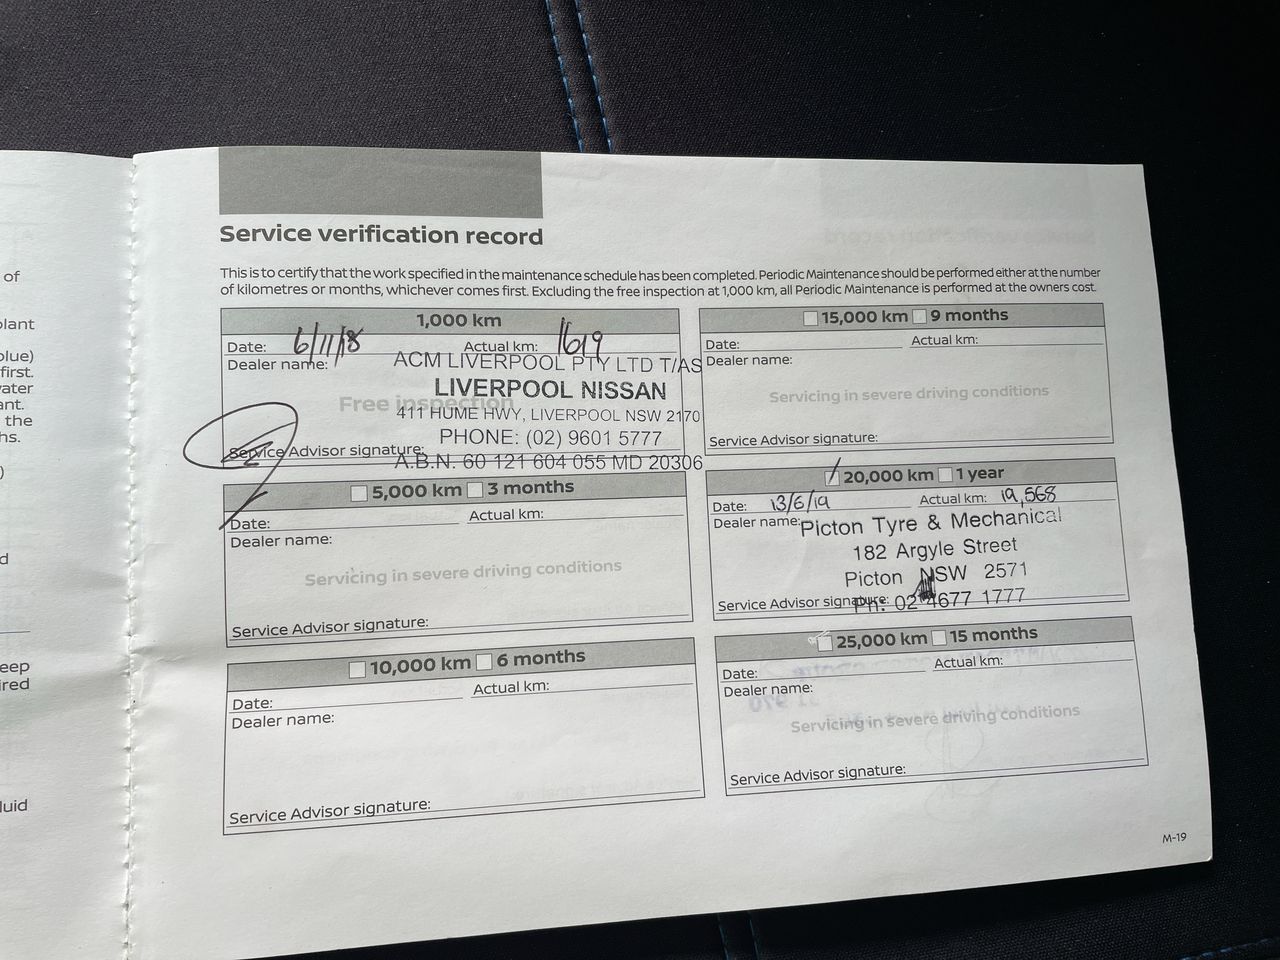 of
plant
blue)
first.
water
ant.
the
hs.
)
d
eep
ired
luid
Service verification record
This is to certify that the work specified in the maintenance schedule has been completed. Periodic Maintenance should be performed either at the number
of kilometres or months, whichever comes first. Excluding the free inspection at 1,000 km, all Periodic Maintenance is performed at the owners cost.
1,000 km
Date: 6/11/18 Actual km: 1619
Dealer name:
ACM LIVERPOOL PTY LTD T/AS
LIVERPOOL NISSAN
Free inspection
411 HUME HWY, LIVERPOOL NSW 2170
PHONE: (02) 9601 5777
Service Advisor signature:
A.B.N. 60 121 604 055 MD 20306
5,000 km 3 months
Date: Actual km:
Dealer name:
Servicing in severe driving conditions
Service Advisor signature:
10,000 km 6 months
Date: Actual km:
Dealer name:
Service Advisor signature:
15,000 km 9 months
Date: Actual km:
Dealer name:
Servicing in severe driving conditions
Service Advisor signature:
20,000 km 1 year
Date: 13/6/19 Actual km: 19,568
Dealer name:
Picton Tyre & Mechanical
182 Argyle Street
Picton NSW 2571
Service Advisor signature:
Ph: 02 4677 1777
25,000 km 15 months
Date: Actual km:
Dealer name:
Servicing in severe driving conditions
Service Advisor signature:
M-19